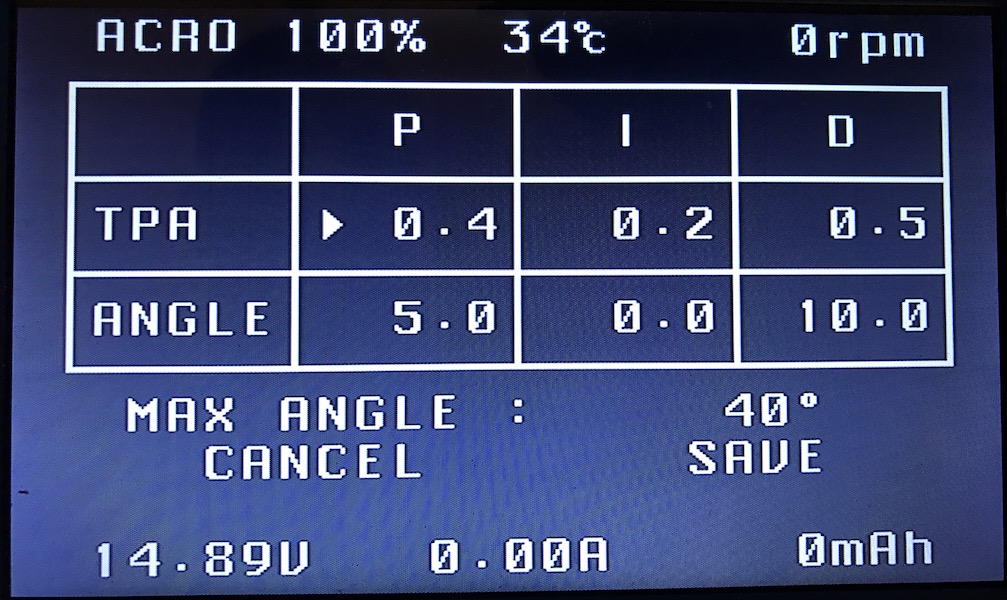 ACRO 100% 34℃ 0rpm
P I D
TPA ▶ 0.4 0.2 0.5
ANGLE 5.0 0.0 10.0
MAX ANGLE : 40°
CANCEL SAVE
14.89V 0.00A 0mAh